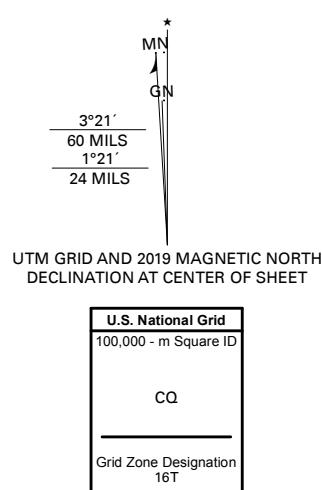 MN
GN
3°21´
60 MILS
1°21´
24 MILS
UTM GRID AND 2019 MAGNETIC NORTH
DECLINATION AT CENTER OF SHEET
U.S. National Grid
100,000 - m Square ID
CQ
Grid Zone Designation
16T